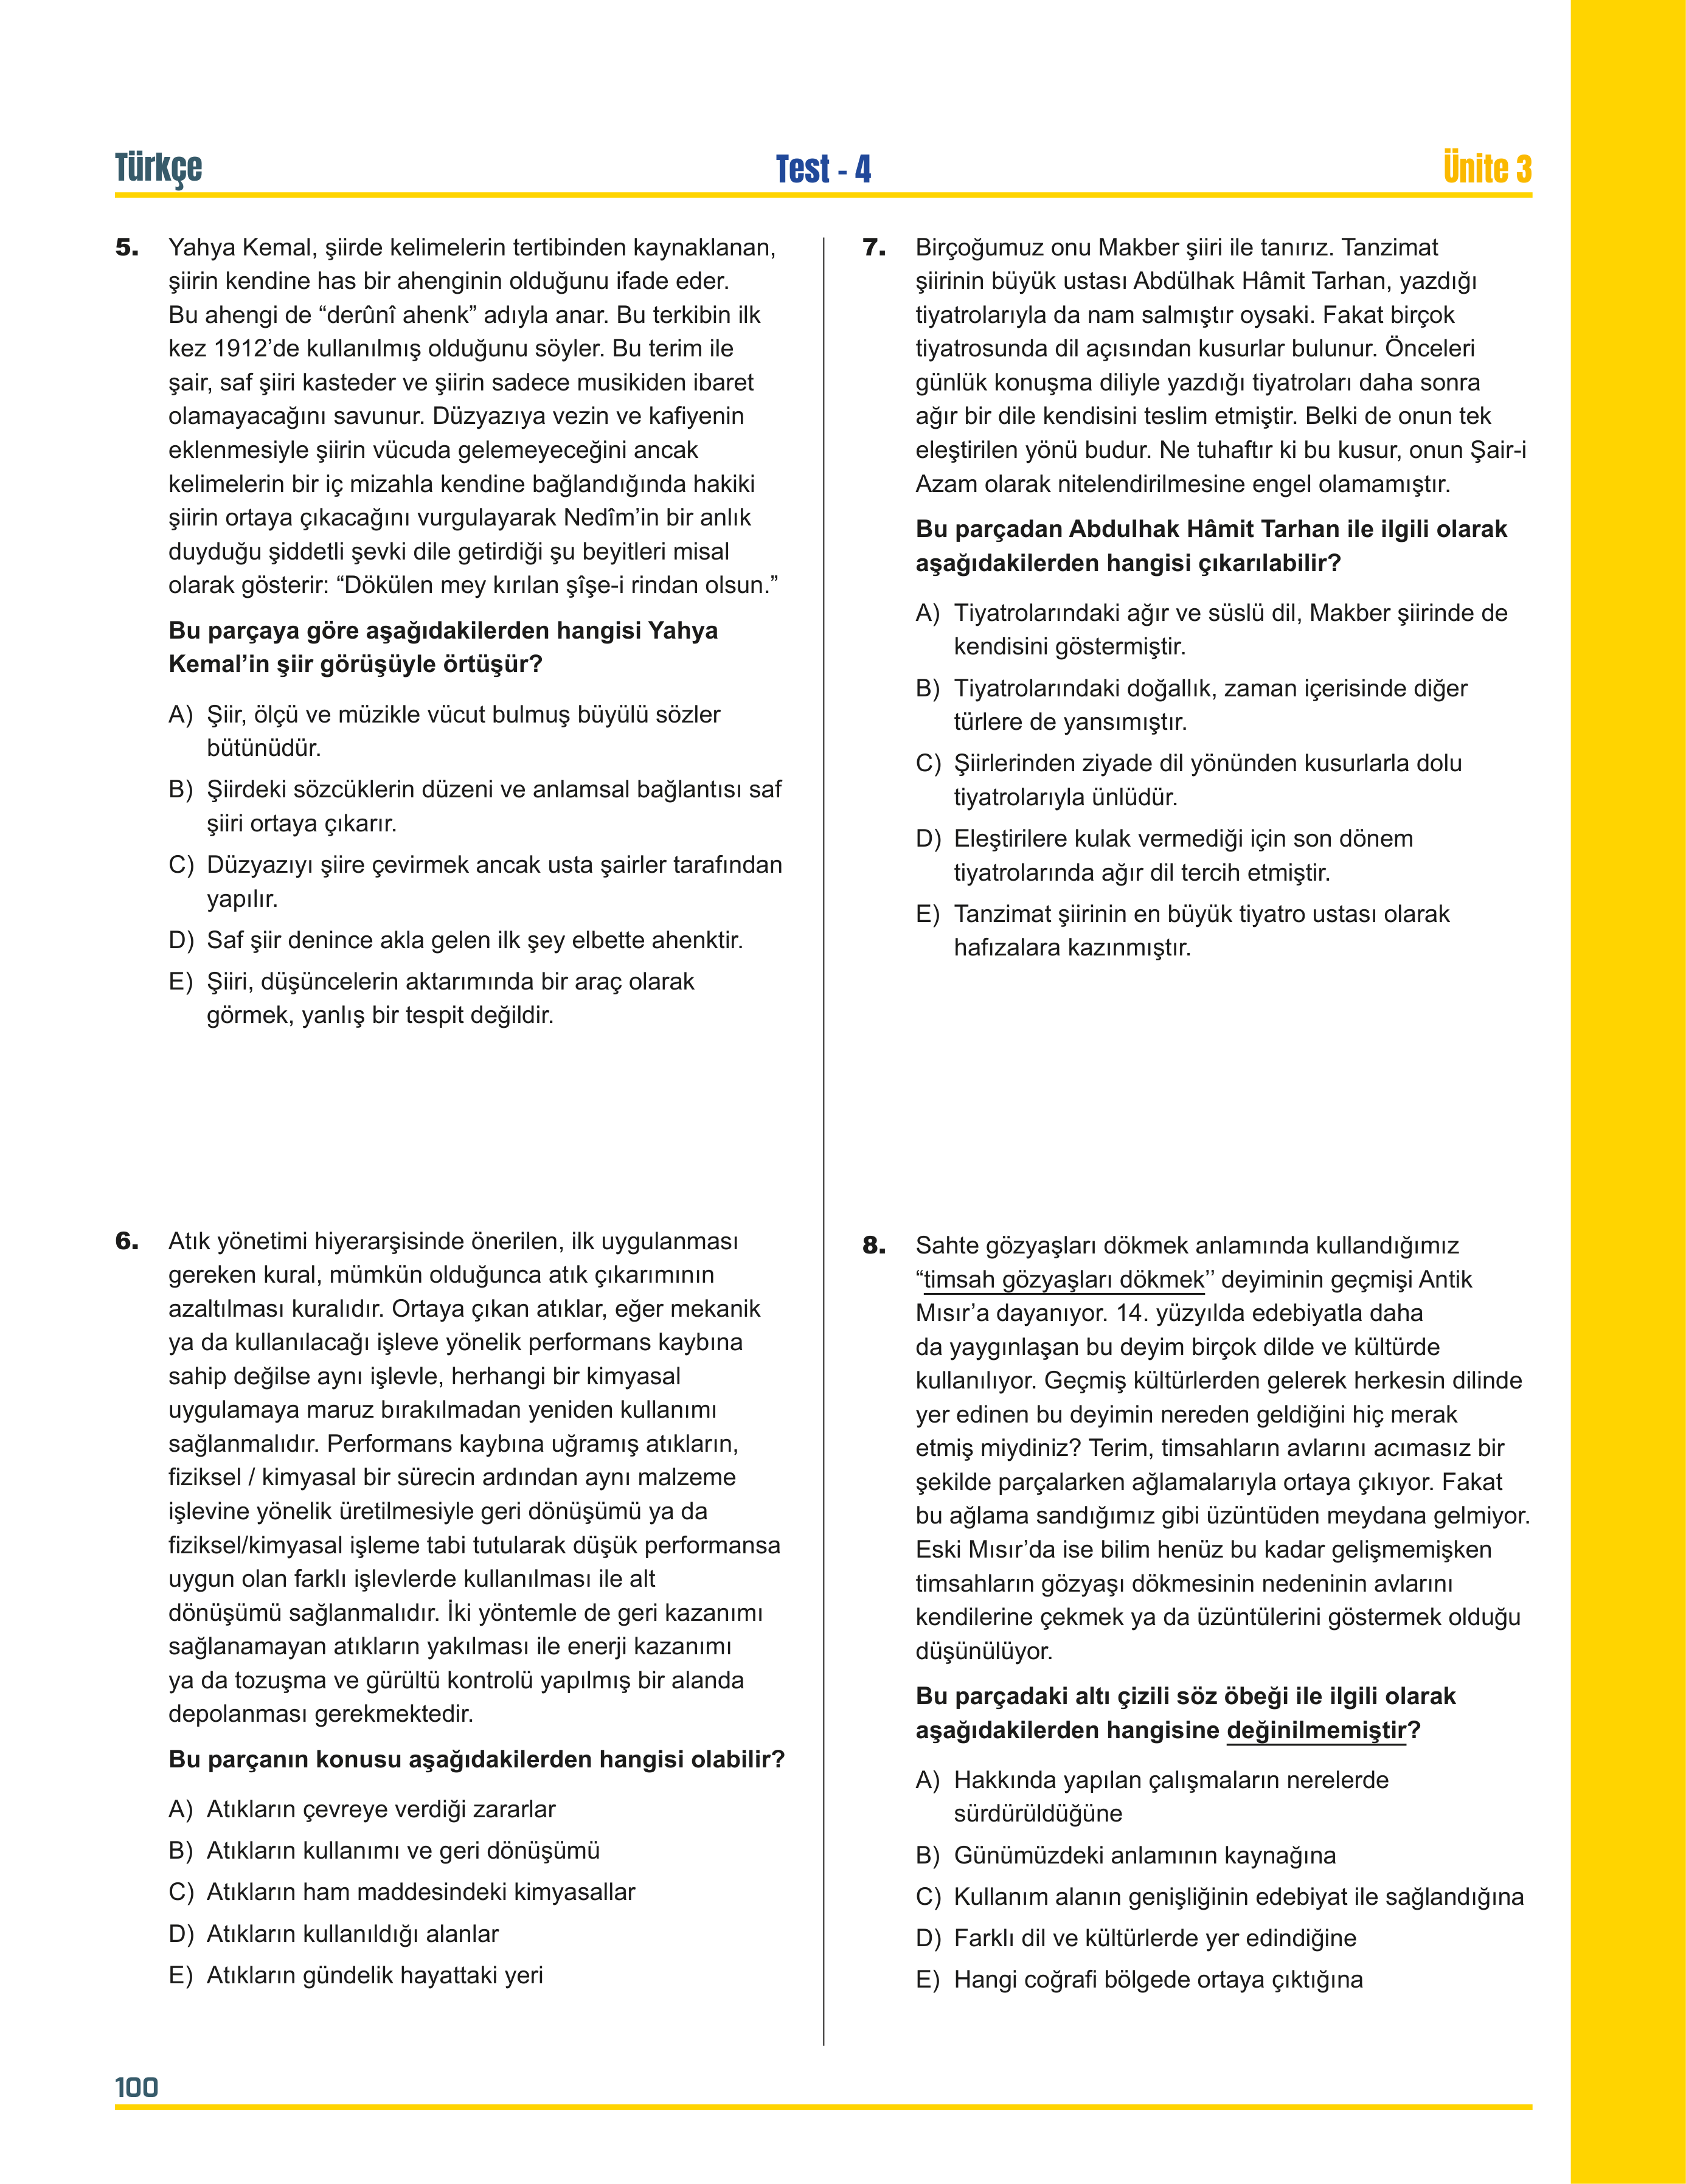 Türkçe
Test - 4
Ünite 3
5. Yahya Kemal, şiirde kelimelerin tertibinden kaynaklanan,
şiirin kendine has bir ahenginin olduğunu ifade eder.
Bu ahengi de “derûnî ahenk” adıyla anar. Bu terkibin ilk
kez 1912’de kullanılmış olduğunu söyler. Bu terim ile
şair, saf şiiri kasteder ve şiirin sadece musikiden ibaret
olamayacağını savunur. Düzyazıya vezin ve kafiyenin
eklenmesiyle şiirin vücuda gelemeyeceğini ancak
kelimelerin bir iç mizahla kendine bağlandığında hakiki
şiirin ortaya çıkacağını vurgulayarak Nedîm’in bir anlık
duyduğu şiddetli şevki dile getirdiği şu beyitleri misal
olarak gösterir: “Dökülen mey kırılan şîşe-i rindan olsun.”
Bu parçaya göre aşağıdakilerden hangisi Yahya
Kemal’in şiir görüşüyle örtüşür?
A) Şiir, ölçü ve müzikle vücut bulmuş büyülü sözler
bütünüdür.
B) Şiirdeki sözcüklerin düzeni ve anlamsal bağlantısı saf
şiiri ortaya çıkarır.
C) Düzyazıyı şiire çevirmek ancak usta şairler tarafından
yapılır.
D) Saf şiir denince akla gelen ilk şey elbette ahenktir.
E) Şiiri, düşüncelerin aktarımında bir araç olarak
görmek, yanlış bir tespit değildir.
6. Atık yönetimi hiyerarşisinde önerilen, ilk uygulanması
gereken kural, mümkün olduğunca atık çıkarımının
azaltılması kuralıdır. Ortaya çıkan atıklar, eğer mekanik
ya da kullanılacağı işleve yönelik performans kaybına
sahip değilse aynı işlevle, herhangi bir kimyasal
uygulamaya maruz bırakılmadan yeniden kullanımı
sağlanmalıdır. Performans kaybına uğramış atıkların,
fiziksel / kimyasal bir sürecin ardından aynı malzeme
işlevine yönelik üretilmesiyle geri dönüşümü ya da
fiziksel/kimyasal işleme tabi tutularak düşük performansa
uygun olan farklı işlevlerde kullanılması ile alt
dönüşümü sağlanmalıdır. İki yöntemle de geri kazanımı
sağlanamayan atıkların yakılması ile enerji kazanımı
ya da tozuşma ve gürültü kontrolü yapılmış bir alanda
depolanması gerekmektedir.
Bu parçanın konusu aşağıdakilerden hangisi olabilir?
A) Atıkların çevreye verdiği zararlar
B) Atıkların kullanımı ve geri dönüşümü
C) Atıkların ham maddesindeki kimyasallar
D) Atıkların kullanıldığı alanlar
E) Atıkların gündelik hayattaki yeri
7. Birçoğumuz onu Makber şiiri ile tanırız. Tanzimat
şiirinin büyük ustası Abdülhak Hâmit Tarhan, yazdığı
tiyatrolarıyla da nam salmıştır oysaki. Fakat birçok
tiyatrosunda dil açısından kusurlar bulunur. Önceleri
günlük konuşma diliyle yazdığı tiyatroları daha sonra
ağır bir dile kendisini teslim etmiştir. Belki de onun tek
eleştirilen yönü budur. Ne tuhaftır ki bu kusur, onun Şair-i
Azam olarak nitelendirilmesine engel olamamıştır.
Bu parçadan Abdulhak Hâmit Tarhan ile ilgili olarak
aşağıdakilerden hangisi çıkarılabilir?
A) Tiyatrolarındaki ağır ve süslü dil, Makber şiirinde de
kendisini göstermiştir.
B) Tiyatrolarındaki doğallık, zaman içerisinde diğer
türlere de yansımıştır.
C) Şiirlerinden ziyade dil yönünden kusurlarla dolu
tiyatrolarıyla ünlüdür.
D) Eleştirilere kulak vermediği için son dönem
tiyatrolarında ağır dil tercih etmiştir.
E) Tanzimat şiirinin en büyük tiyatro ustası olarak
hafızalara kazınmıştır.
8. Sahte gözyaşları dökmek anlamında kullandığımız
“timsah gözyaşları dökmek’’ deyiminin geçmişi Antik
Mısır’a dayanıyor. 14. yüzyılda edebiyatla daha
da yaygınlaşan bu deyim birçok dilde ve kültürde
kullanılıyor. Geçmiş kültürlerden gelerek herkesin dilinde
yer edinen bu deyimin nereden geldiğini hiç merak
etmiş miydiniz? Terim, timsahların avlarını acımasız bir
şekilde parçalarken ağlamalarıyla ortaya çıkıyor. Fakat
bu ağlama sandığımız gibi üzüntüden meydana gelmiyor.
Eski Mısır’da ise bilim henüz bu kadar gelişmemişken
timsahların gözyaşı dökmesinin nedeninin avlarını
kendilerine çekmek ya da üzüntülerini göstermek olduğu
düşünülüyor.
Bu parçadaki altı çizili söz öbeği ile ilgili olarak
aşağıdakilerden hangisine değinilmemiştir?
A) Hakkında yapılan çalışmaların nerelerde
sürdürüldüğüne
B) Günümüzdeki anlamının kaynağına
C) Kullanım alanın genişliğinin edebiyat ile sağlandığına
D) Farklı dil ve kültürlerde yer edindiğine
E) Hangi coğrafi bölgede ortaya çıktığına
100